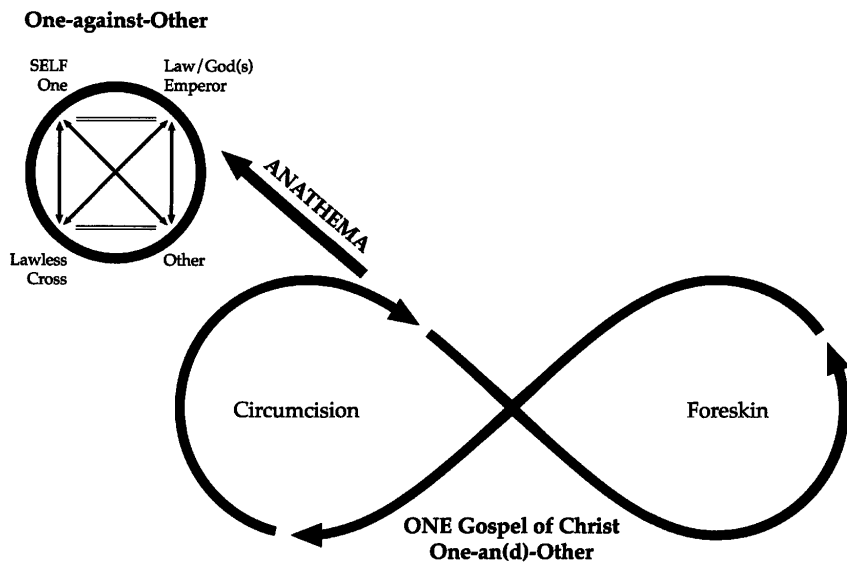 One-against-Other
SELF
One
Law/God(s)
Emperor
ANATHEMA
Lawless
Cross
Other
Circumcision
Foreskin
ONE Gospel of Christ
One-an(d)-Other